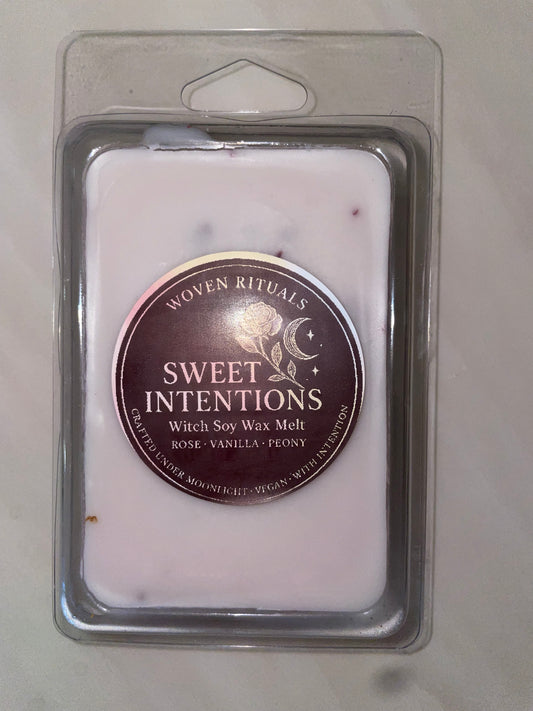 WOVEN RITUALS
SWEET
INTENTIONS
Witch Soy Wax Melt
ROSE · VANILLA · PEONY
CRAFTED UNDER MOONLIGHT · VEGAN · WITH INTENTION